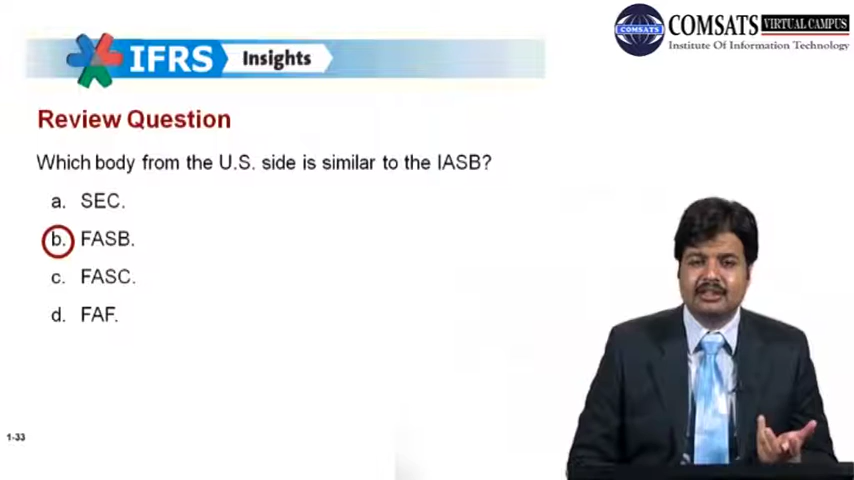 COMSATS VIRTUAL CAMPUS
COMSATS
Institute Of Information Technology
IFRS Insights
Review Question
Which body from the U.S. side is similar to the IASB?
a. SEC.
b. FASB.
c. FASC.
d. FAF.
1-33